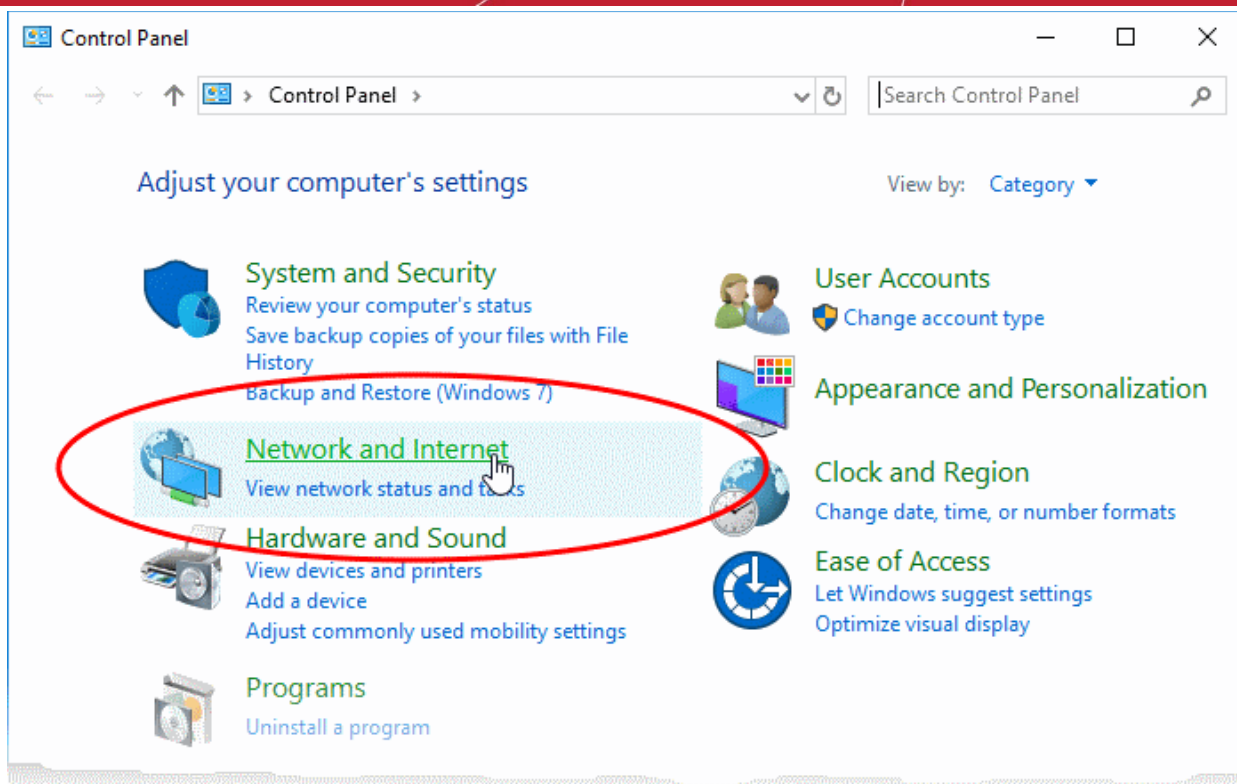 Control Panel
Control Panel
Search Control Panel
Adjust your computer's settings
View by: Category
System and Security
Review your computer's status
Save backup copies of your files with File
History
Backup and Restore (Windows 7)
Network and Internet
View network status and tasks
Hardware and Sound
View devices and printers
Add a device
Adjust commonly used mobility settings
Programs
Uninstall a program
User Accounts
Change account type
Appearance and Personalization
Clock and Region
Change date, time, or number formats
Ease of Access
Let Windows suggest settings
Optimize visual display